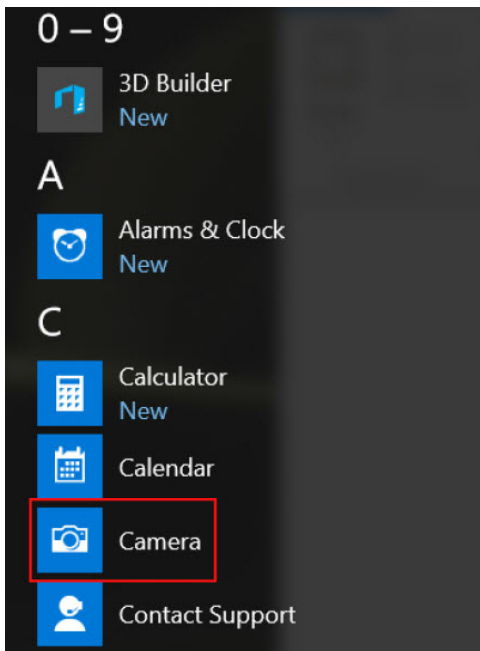 0 – 9
3D Builder
New
A
Alarms & Clock
New
C
Calculator
New
Calendar
Camera
Contact Support